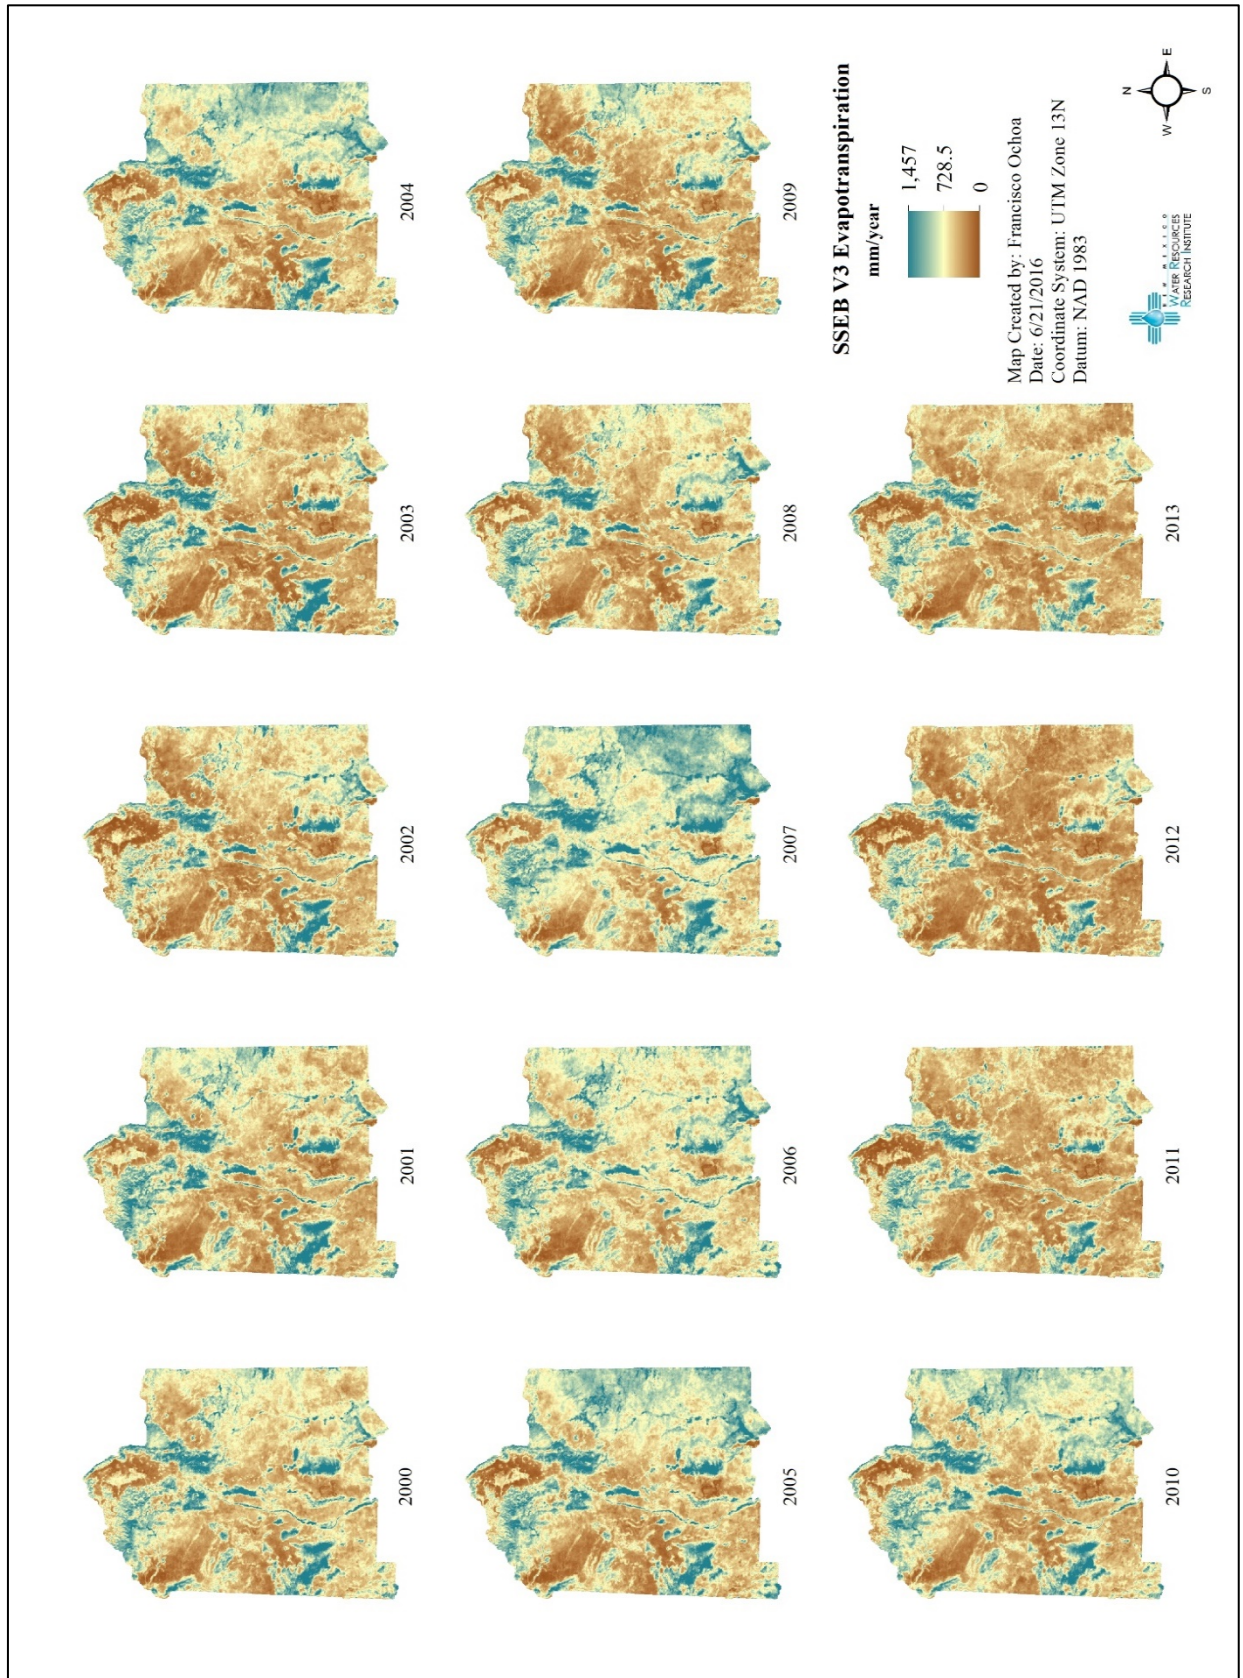 2000
2001
2002
2003
2004
2005
2006
2007
2008
2009
2010
2011
2012
2013
SSEB V3 Evapotranspiration
mm/year
1,457
728.5
0
Map Created by: Francisco Ochoa
Date: 6/21/2016
Coordinate System: UTM Zone 13N
Datum: NAD 1983
NEW MEXICO
WATER RESOURCES
RESEARCH INSTITUTE
N
W
E
S